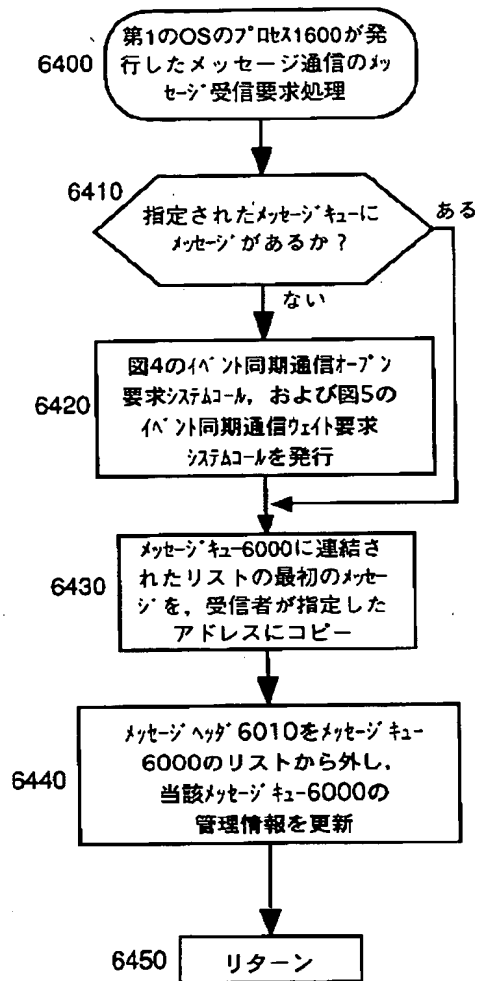 6400
第1のOSのプロセス1600が発
行したメッセージ通信のメッ
セージ受信要求処理
6410
指定されたメッセージキューに
メッセージがあるか？
ある
ない
6420
図4のイベント同期通信オープン
要求システムコール，および図5の
イベント同期通信ウェイト要求
システムコールを発行
6430
メッセージキュー6000に連結さ
れたリストの最初のメッセー
ジを，受信者が指定した
アドレスにコピー
6440
メッセージヘッダ6010をメッセージキュー
6000のリストから外し，
当該メッセージキュー6000の
管理情報を更新
6450
リターン